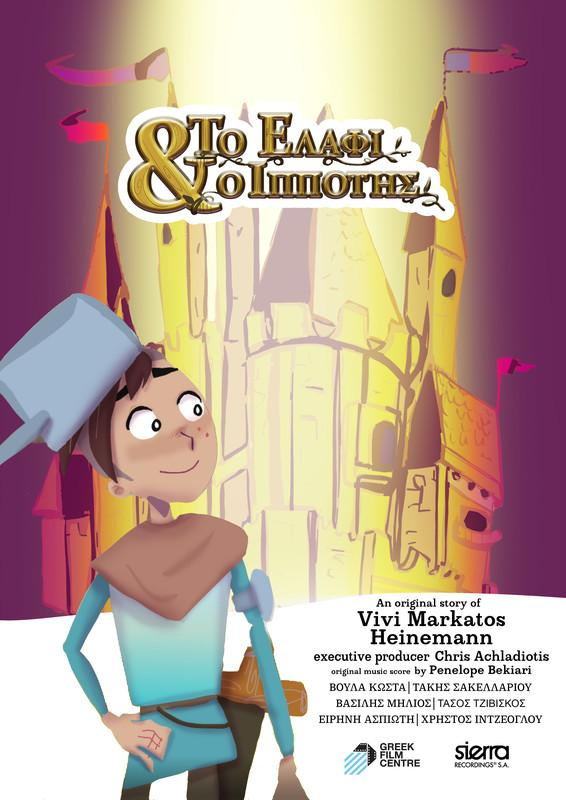 & Το Ελαφι
ο Ιπποτης
An original story of
Vivi Markatos
Heinemann
executive producer Chris Achladiotis
original music score by Penelope Bekiari
ΒΟΥΛΑ ΚΩΣΤΑ|ΤΑΚΗΣ ΣΑΚΕΛΛΑΡΙΟΥ
ΒΑΣΙΛΗΣ ΜΗΛΙΟΣ|ΤΑΣΟΣ ΤΖΙΒΙΣΚΟΣ
ΕΙΡΗΝΗ ΑΣΠΙΩΤΗ|ΧΡΗΣΤΟΣ ΙΝΤΖΕΟΓΛΟΥ
GREEK
FILM
CENTRE
sierra
RECORDINGS® S.A.